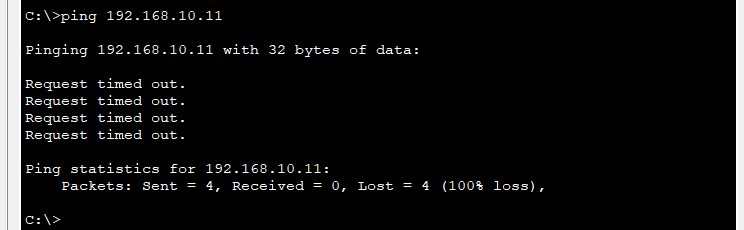 C:\>ping 192.168.10.11
Pinging 192.168.10.11 with 32 bytes of data:
Request timed out.
Request timed out.
Request timed out.
Request timed out.
Ping statistics for 192.168.10.11:
    Packets: Sent = 4, Received = 0, Lost = 4 (100% loss),
C:\>